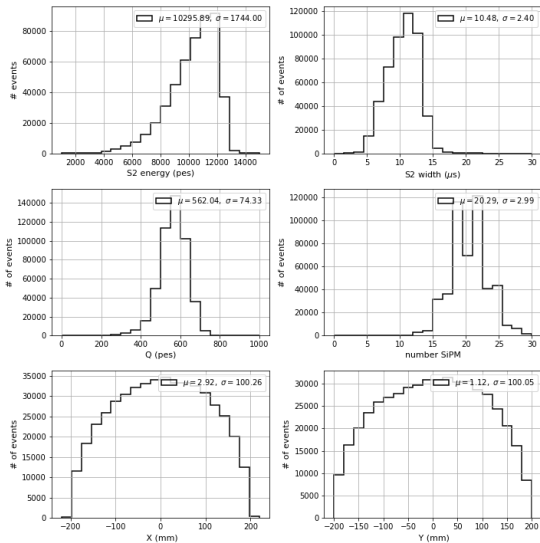 μ=10295.89, σ=1744.00
80000
60000
40000
20000
0
# events
2000 4000 6000 8000 10000 12000 14000
S2 energy (pes)
μ=10.48, σ=2.40
120000
100000
80000
60000
40000
20000
0
# of events
0 5 10 15 20 25 30
S2 width (μs)
μ=562.04, σ=74.33
140000
120000
100000
80000
60000
40000
20000
0
# of events
0 200 400 600 800 1000
Q (pes)
μ=20.29, σ=2.99
120000
100000
80000
60000
40000
20000
0
# of events
0 5 10 15 20 25 30
number SiPM
μ=2.92, σ=100.26
35000
30000
25000
20000
15000
10000
5000
0
# of events
−200 −100 0 100 200
X (mm)
μ=1.12, σ=100.05
30000
25000
20000
15000
10000
5000
0
# of events
−200 −150 −100 −50 0 50 100 150 200
Y (mm)